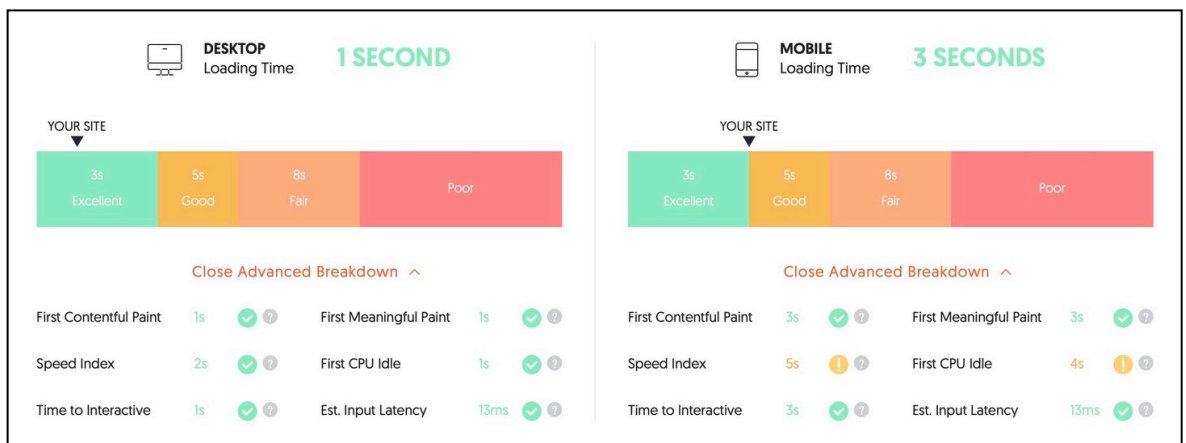 DESKTOP
Loading Time
1 SECOND
YOUR SITE
3s
Excellent
5s
Good
8s
Fair
Poor
Close Advanced Breakdown
First Contentful Paint 1s ? First Meaningful Paint 1s ?
Speed Index 2s ? First CPU Idle 1s ?
Time to Interactive 1s ? Est. Input Latency 13ms ?
MOBILE
Loading Time
3 SECONDS
YOUR SITE
3s
Excellent
5s
Good
8s
Fair
Poor
Close Advanced Breakdown
First Contentful Paint 3s ? First Meaningful Paint 3s ?
Speed Index 5s ! ? First CPU Idle 4s ! ?
Time to Interactive 3s ? Est. Input Latency 13ms ?